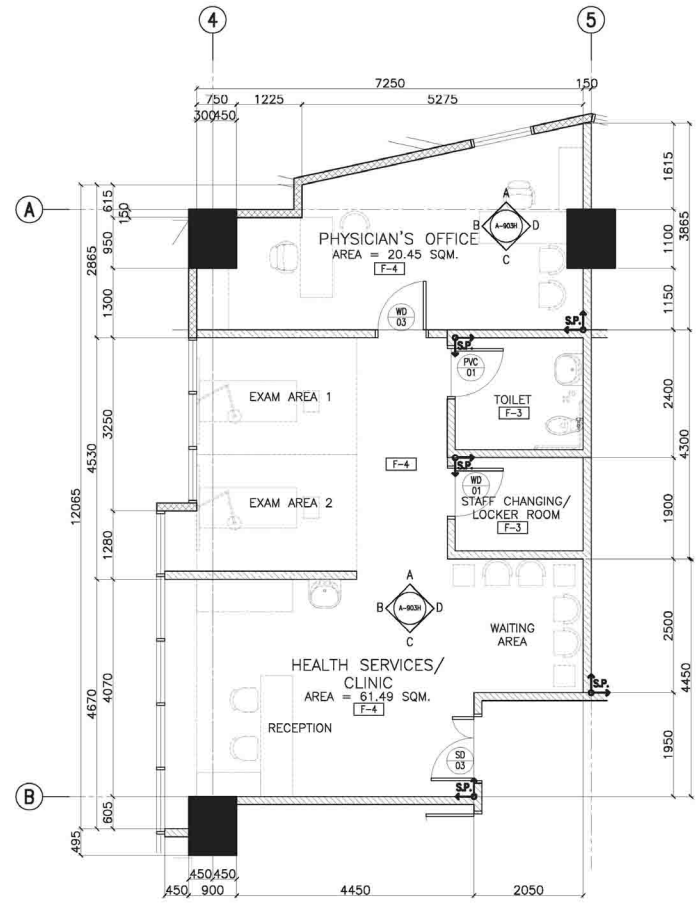 4
5
7250
150
750
1225
5275
300
450
A
615
150
950
2865
1300
1615
3865
1100
1150
A
B
A-903H
D
C
PHYSICIAN'S OFFICE
AREA = 20.45 SQM.
F-4
WD
03
S.P.
S.P.
PVC
01
EXAM AREA 1
TOILET
F-3
2400
3250
4530
4300
12065
F-4
S.P.
WD
01
EXAM AREA 2
STAFF CHANGING/
LOCKER ROOM
F-3
1900
1280
A
B
A-903H
D
C
WAITING
AREA
2500
4450
HEALTH SERVICES/
CLINIC
AREA = 61.49 SQM.
F-4
S.P.
4670
4070
RECEPTION
SD
03
1950
S.P.
B
605
495
450
450
450
900
4450
2050